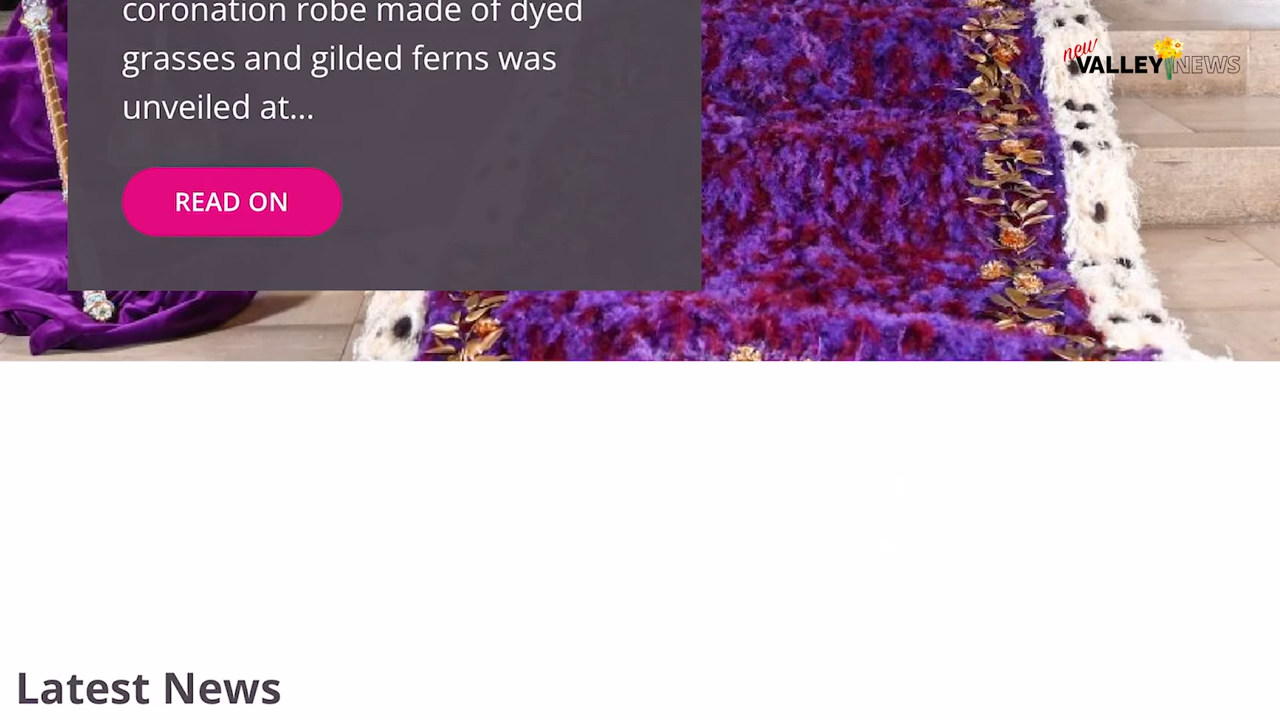 coronation robe made of dyed
grasses and gilded ferns was
unveiled at...
READ ON
new
VALLEY NEWS
Latest News